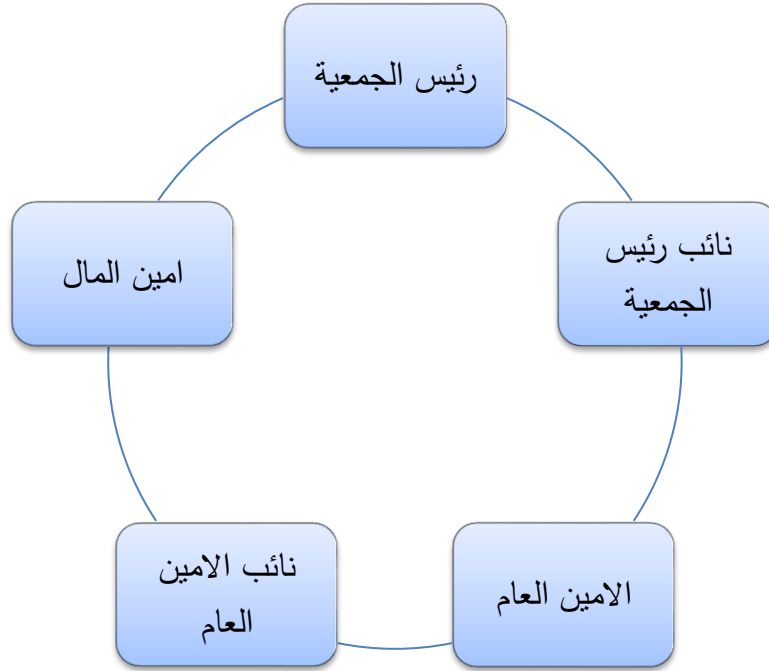 رئيس الجمعية
نائب رئيس
الجمعية
الامين العام
نائب الامين
العام
امين المال